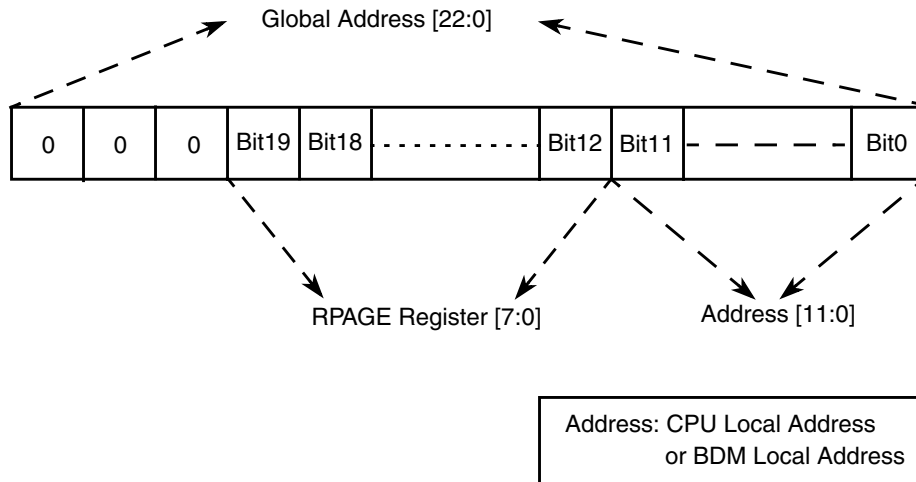 Global Address [22:0]
0 0 0 Bit19 Bit18 Bit12 Bit11 Bit0
RPAGE Register [7:0] Address [11:0]
Address: CPU Local Address
or BDM Local Address